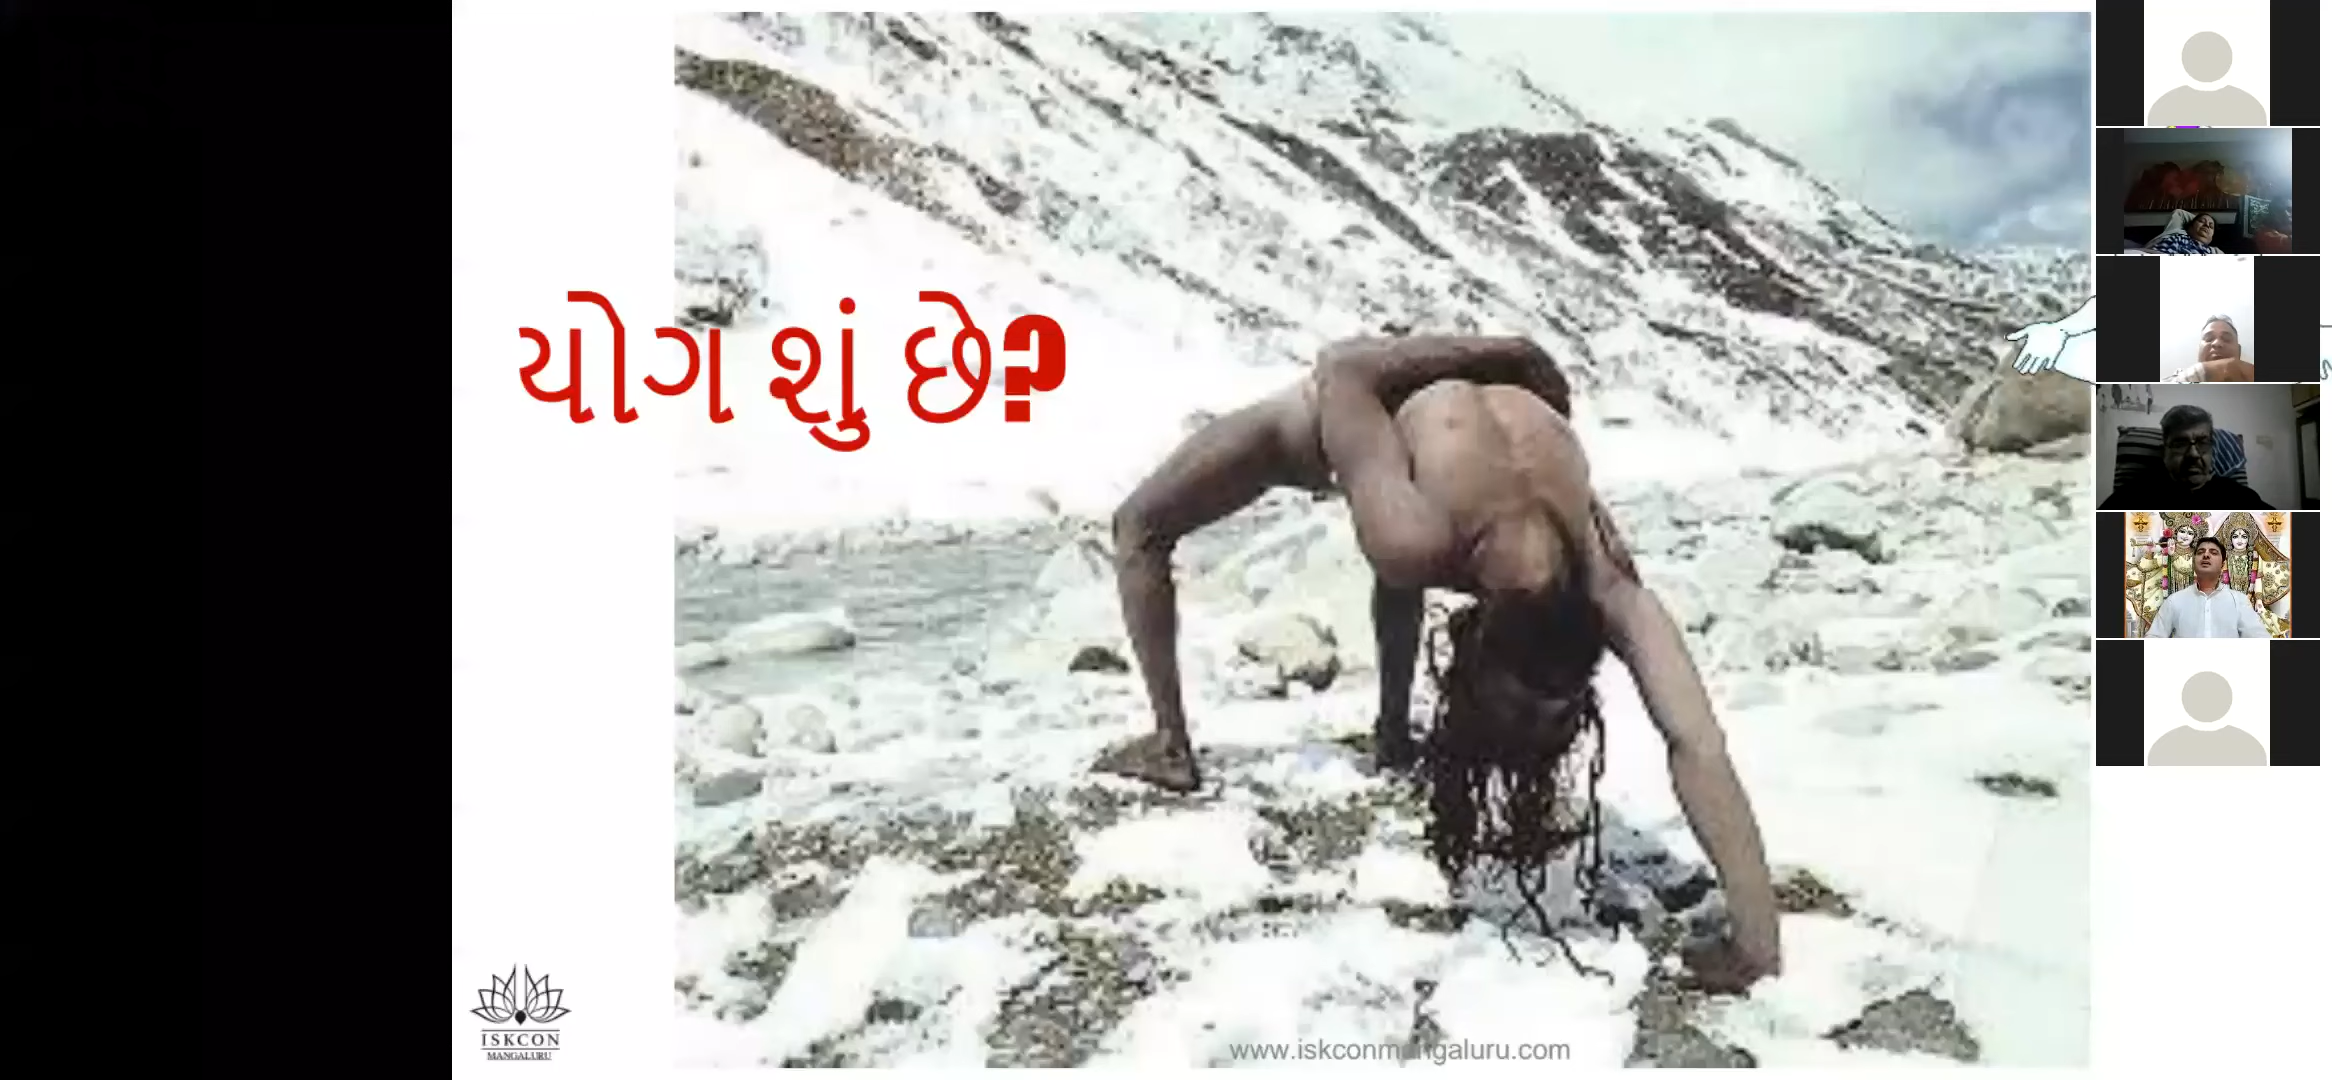 યોગ શું છે?
ISKCON
MANGALURU
www.iskconmangaluru.com